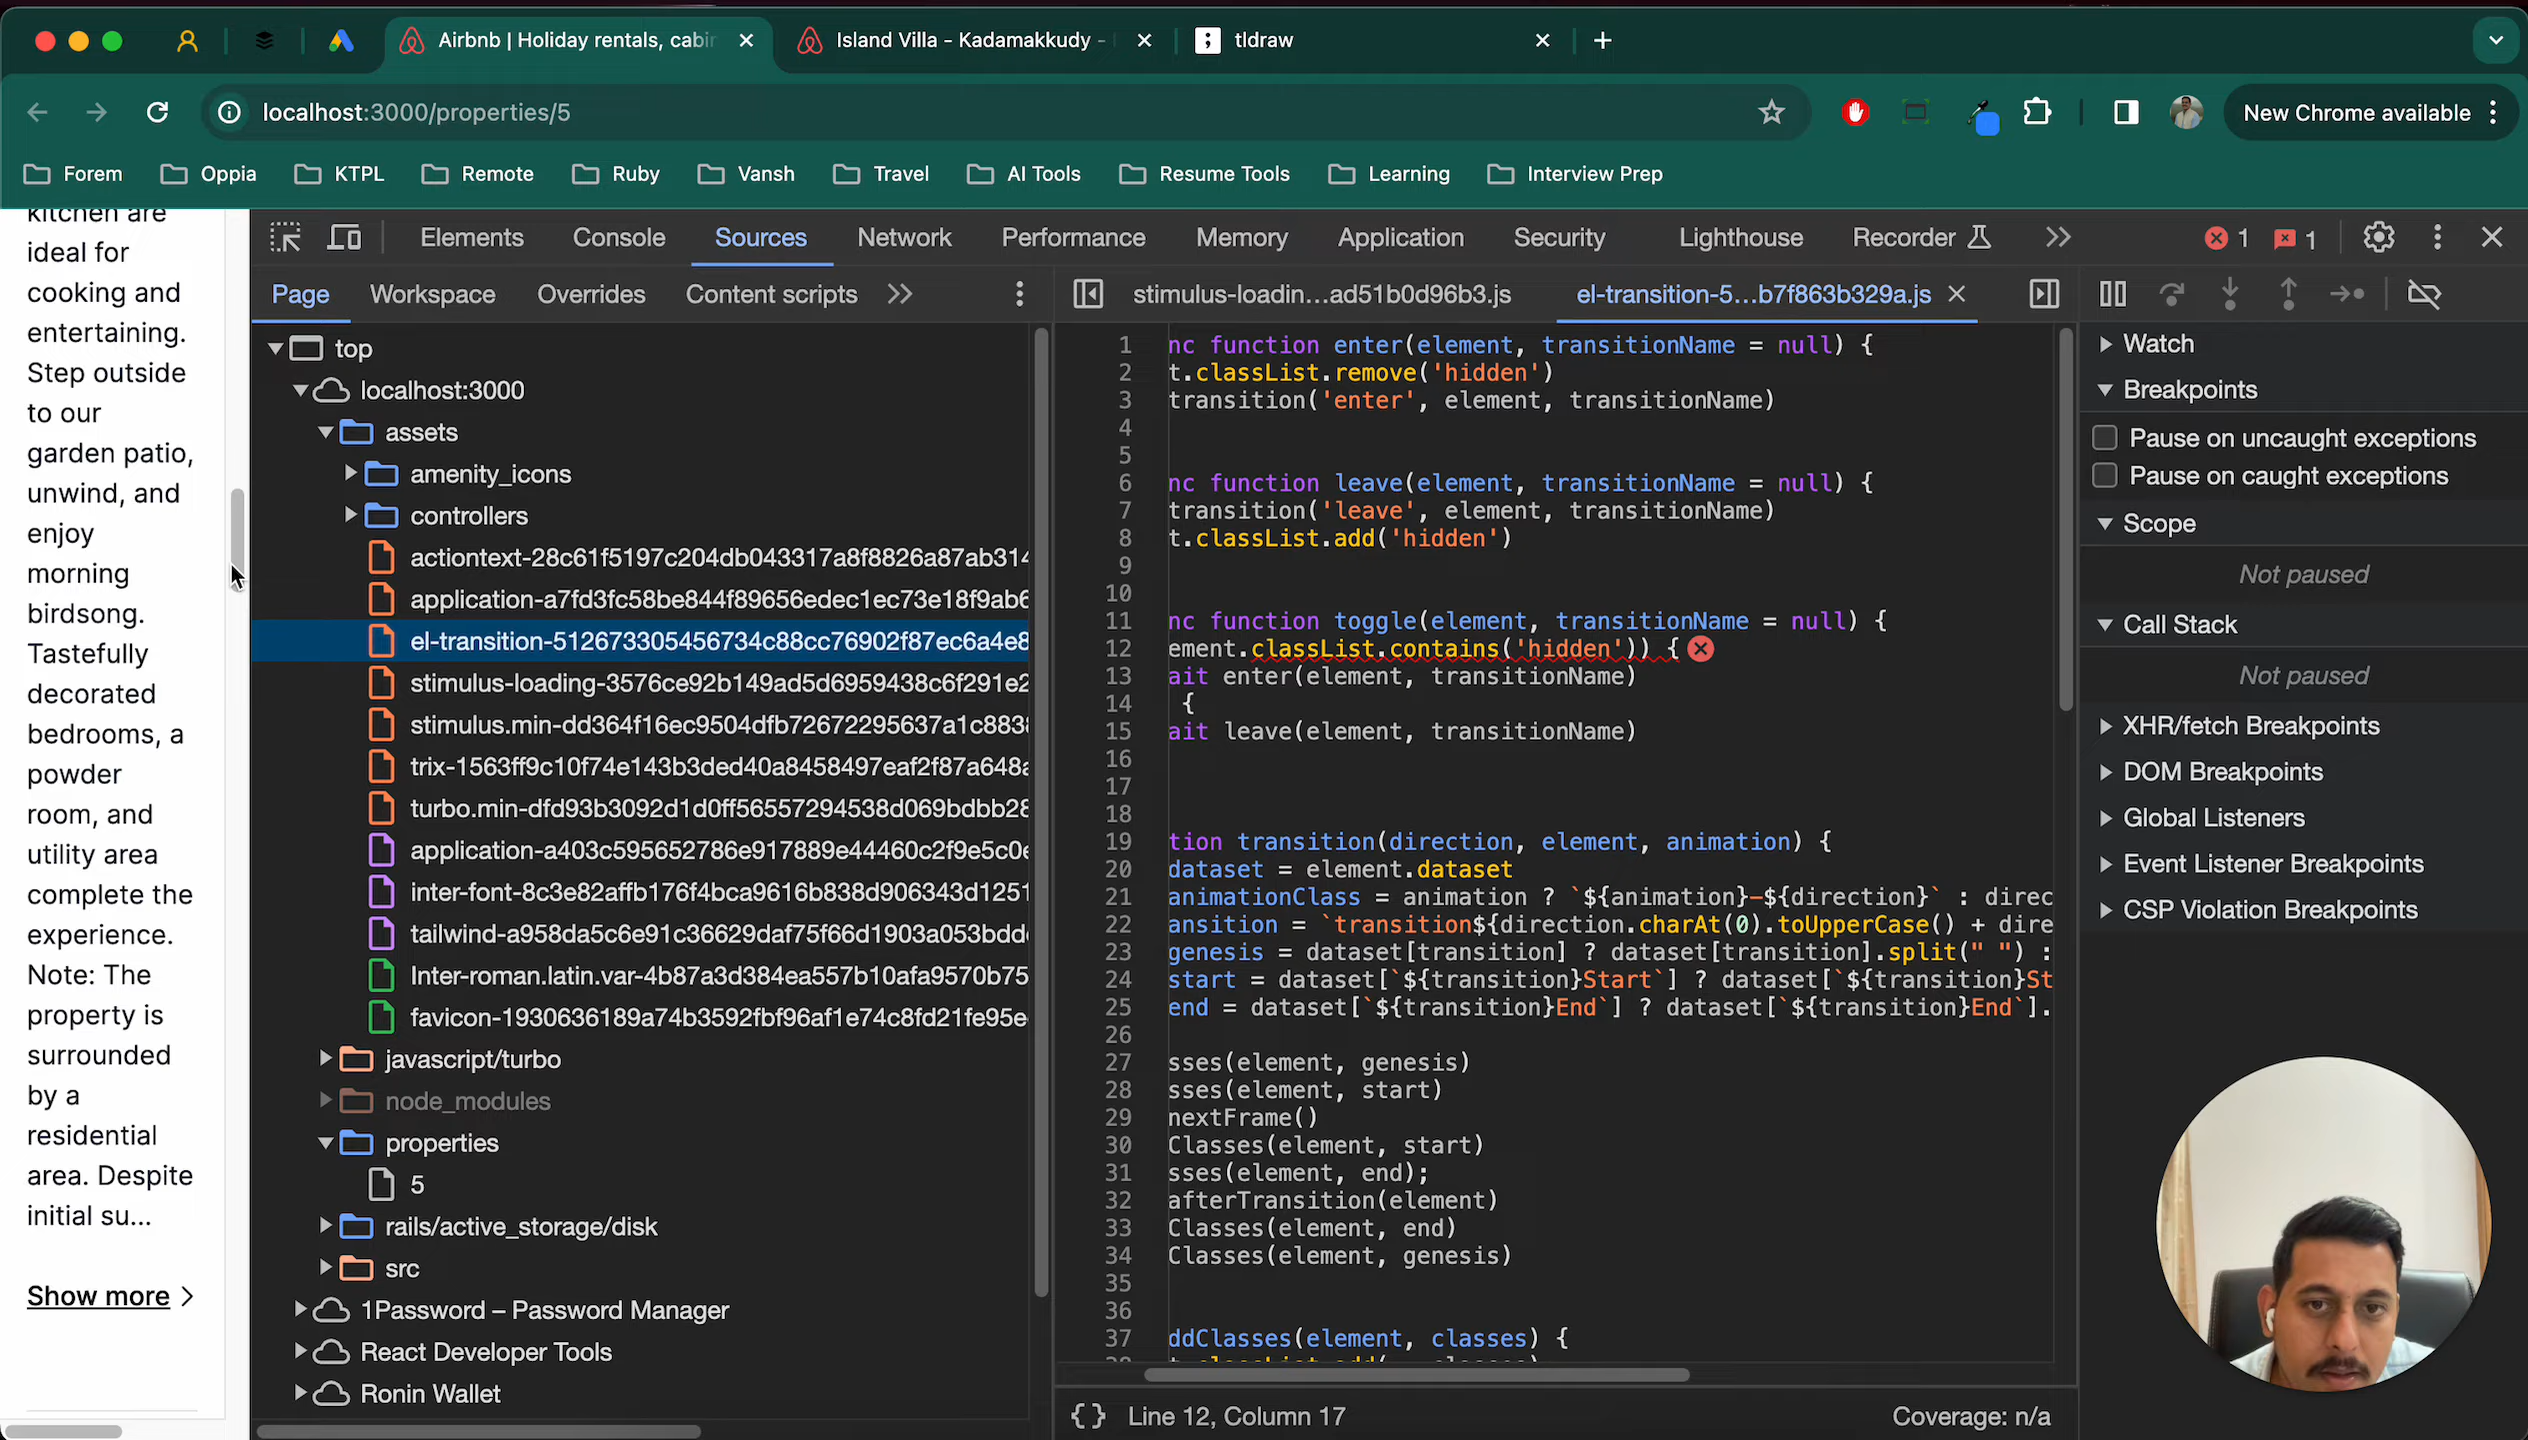 Airbnb | Holiday rentals, cabi
Island Villa - Kadamakkudy -
tldraw
localhost:3000/properties/5
New Chrome available
Forem
Oppia
KTPL
Remote
Ruby
Vansh
Travel
AI Tools
Resume Tools
Learning
Interview Prep
kitchen are
ideal for
cooking and
entertaining.
Step outside
to our
garden patio,
unwind, and
enjoy
morning
birdsong.
Tastefully
decorated
bedrooms, a
powder
room, and
utility area
complete the
experience.
Note: The
property is
surrounded
by a
residential
area. Despite
initial su...
Show more >
Elements
Console
Sources
Network
Performance
Memory
Application
Security
Lighthouse
Recorder
1
1
Page
Workspace
Overrides
Content scripts
top
localhost:3000
assets
amenity_icons
controllers
actiontext-28c61f5197c204db043317a8f8826a87ab314
application-a7fd3fc58be844f89656edec1ec73e18f9ab6
el-transition-512673305456734c88cc76902f87ec6a4e8
stimulus-loading-3576ce92b149ad5d6959438c6f291e2
stimulus.min-dd364f16ec9504dfb72672295637a1c8838
trix-1563ff9c10f74e143b3ded40a8458497eaf2f87a648a
turbo.min-dfd93b3092d1d0ff56557294538d069bdbb28
application-a403c595652786e917889e44460c2f9e5c0e
inter-font-8c3e82affb176f4bca9616b838d906343d1251
tailwind-a958da5c6e91c36629daf75f66d1903a053bdd
Inter-roman.latin.var-4b87a3d384ea557b10afa9570b75
favicon-1930636189a74b3592fbf96af1e74c8fd21fe95e
javascript/turbo
node_modules
properties
5
rails/active_storage/disk
src
1Password – Password Manager
React Developer Tools
Ronin Wallet
stimulus-loadin...ad51b0d96b3.js
el-transition-5...b7f863b329a.js
1 nc function enter(element, transitionName = null) {
2 t.classList.remove('hidden')
3 transition('enter', element, transitionName)
4
5
6 nc function leave(element, transitionName = null) {
7 transition('leave', element, transitionName)
8 t.classList.add('hidden')
9
10
11 nc function toggle(element, transitionName = null) {
12 ement.classList.contains('hidden')) {
13 ait enter(element, transitionName)
14 {
15 ait leave(element, transitionName)
16
17
18
19 tion transition(direction, element, animation) {
20 dataset = element.dataset
21 animationClass = animation ? `${animation}-${direction}` : direc
22 ansition = `transition${direction.charAt(0).toUpperCase() + dire
23 genesis = dataset[transition] ? dataset[transition].split(" ") :
24 start = dataset[`${transition}Start`] ? dataset[`${transition}St
25 end = dataset[`${transition}End`] ? dataset[`${transition}End`].
26
27 sses(element, genesis)
28 sses(element, start)
29 nextFrame()
30 Classes(element, start)
31 sses(element, end);
32 afterTransition(element)
33 Classes(element, end)
34 Classes(element, genesis)
35
36
37 ddClasses(element, classes) {
{} Line 12, Column 17
Coverage: n/a
Watch
Breakpoints
Pause on uncaught exceptions
Pause on caught exceptions
Scope
Not paused
Call Stack
Not paused
XHR/fetch Breakpoints
DOM Breakpoints
Global Listeners
Event Listener Breakpoints
CSP Violation Breakpoints